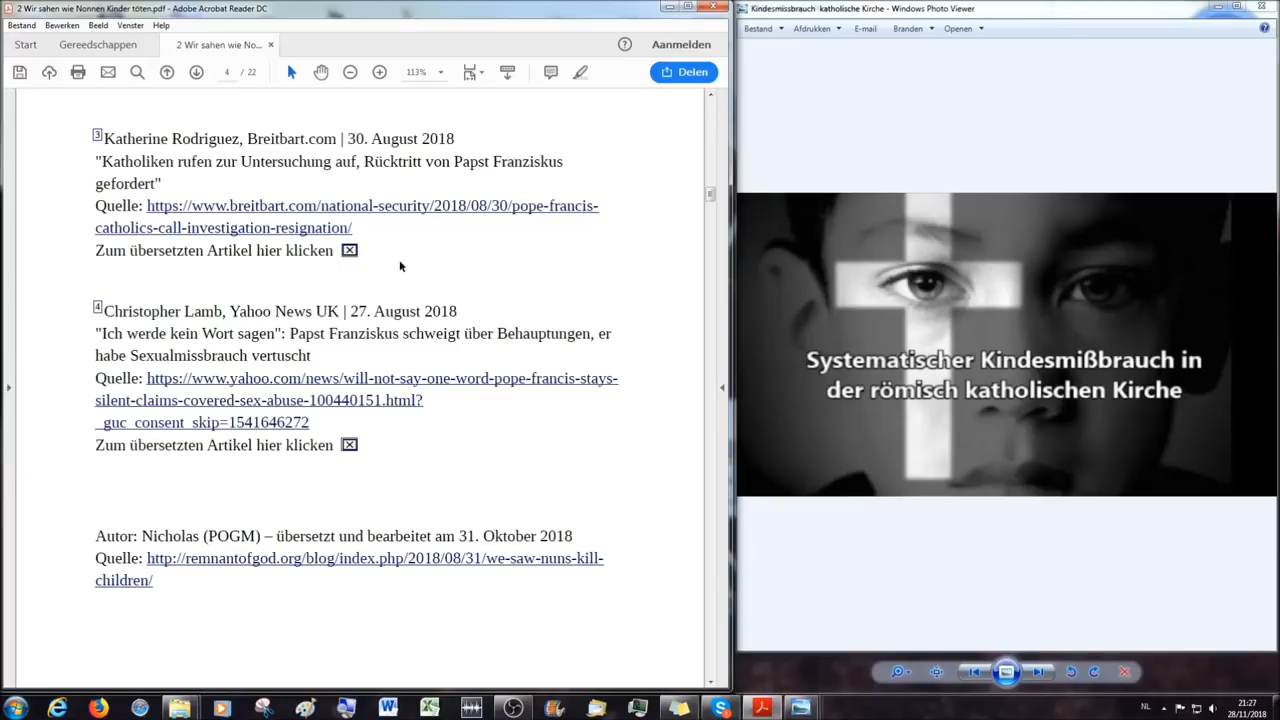 2 Wir sahen wie Nonnen Kinder töten.pdf - Adobe Acrobat Reader DC
Bestand Bewerken Beeld Venster Help
Start Gereedschappen 2 Wir sahen wie No... × Aanmelden
4 / 22 113% Delen
3 Katherine Rodriguez, Breitbart.com | 30. August 2018
"Katholiken rufen zur Untersuchung auf, Rücktritt von Papst Franziskus
gefordert"
Quelle: https://www.breitbart.com/national-security/2018/08/30/pope-francis-
catholics-call-investigation-resignation/
Zum übersetzten Artikel hier klicken
4 Christopher Lamb, Yahoo News UK | 27. August 2018
"Ich werde kein Wort sagen": Papst Franziskus schweigt über Behauptungen, er
habe Sexualmissbrauch vertuscht
Quelle: https://www.yahoo.com/news/will-not-say-one-word-pope-francis-stays-
silent-claims-covered-sex-abuse-100440151.html?
_guc_consent_skip=1541646272
Zum übersetzten Artikel hier klicken
Autor: Nicholas (POGM) – übersetzt und bearbeitet am 31. Oktober 2018
Quelle: http://remnantofgod.org/blog/index.php/2018/08/31/we-saw-nuns-kill-
children/
Kindesmissbrauch katholische Kirche - Windows Photo Viewer
Bestand Afdrukken E-mail Branden Openen
Systematischer Kindesmißbrauch in
der römisch katholischen Kirche
NL
21:27
28/11/2018